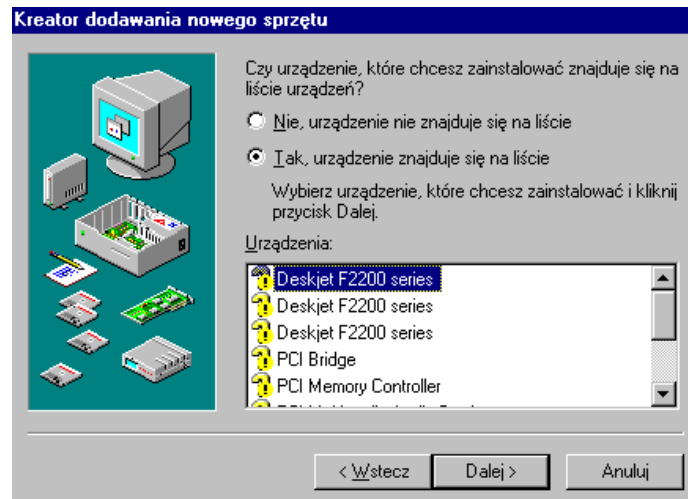 Kreator dodawania nowego sprzętu
Czy urządzenie, które chcesz zainstalować znajduje się na
liście urządzeń?
Nie, urządzenie nie znajduje się na liście
Tak, urządzenie znajduje się na liście
Wybierz urządzenie, które chcesz zainstalować i kliknij
przycisk Dalej.
Urządzenia:
Deskjet F2200 series
Deskjet F2200 series
Deskjet F2200 series
PCI Bridge
PCI Memory Controller
< Wstecz
Dalej >
Anuluj